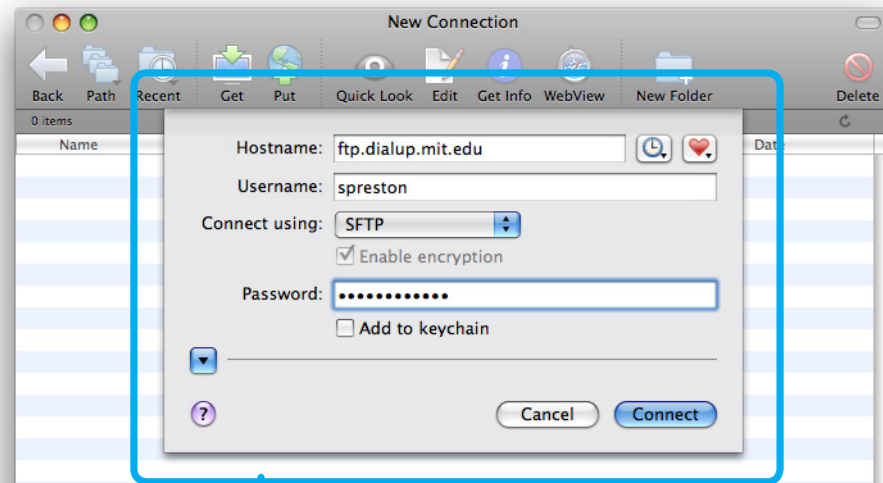 New Connection
Back Path Recent Get Put Quick Look Edit Get Info WebView New Folder Delete
0 items
Name Date
Hostname: ftp.dialup.mit.edu
Username: spreston
Connect using: SFTP
Enable encryption
Password: ••••••••••••
Add to keychain
? Cancel Connect